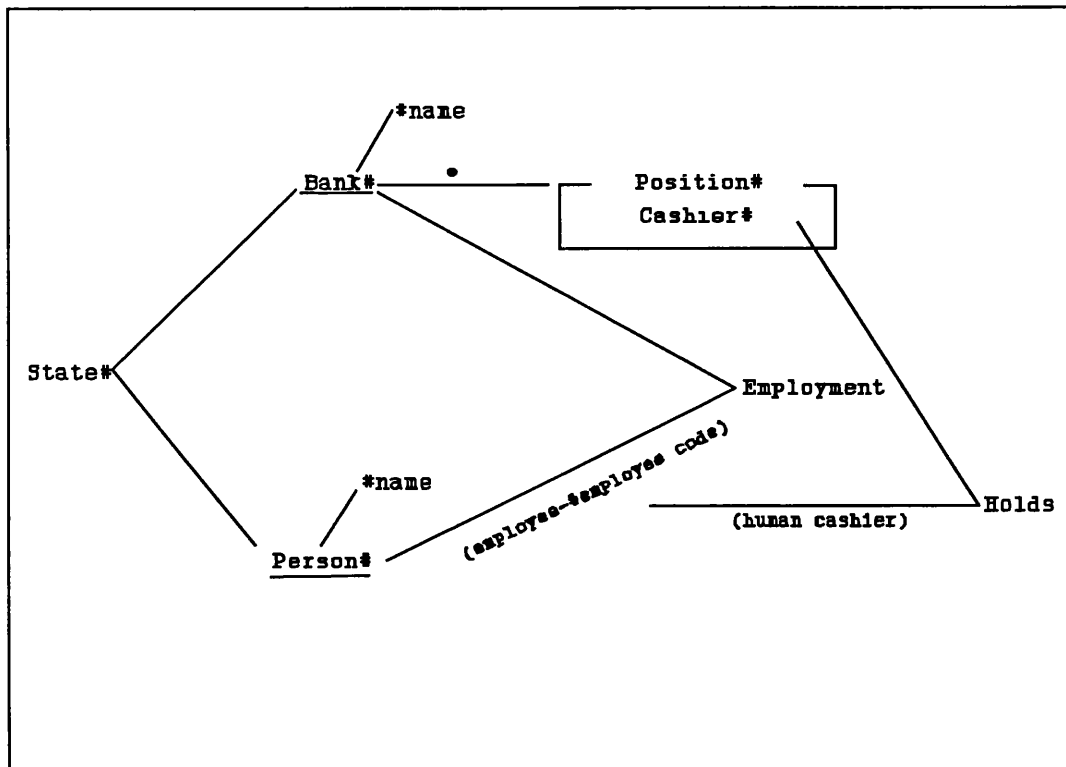 #name
Bank#
Position#
Cashier#
State#
Employment
(employee-#employee code)
#name
Holds
(human cashier)
Person#